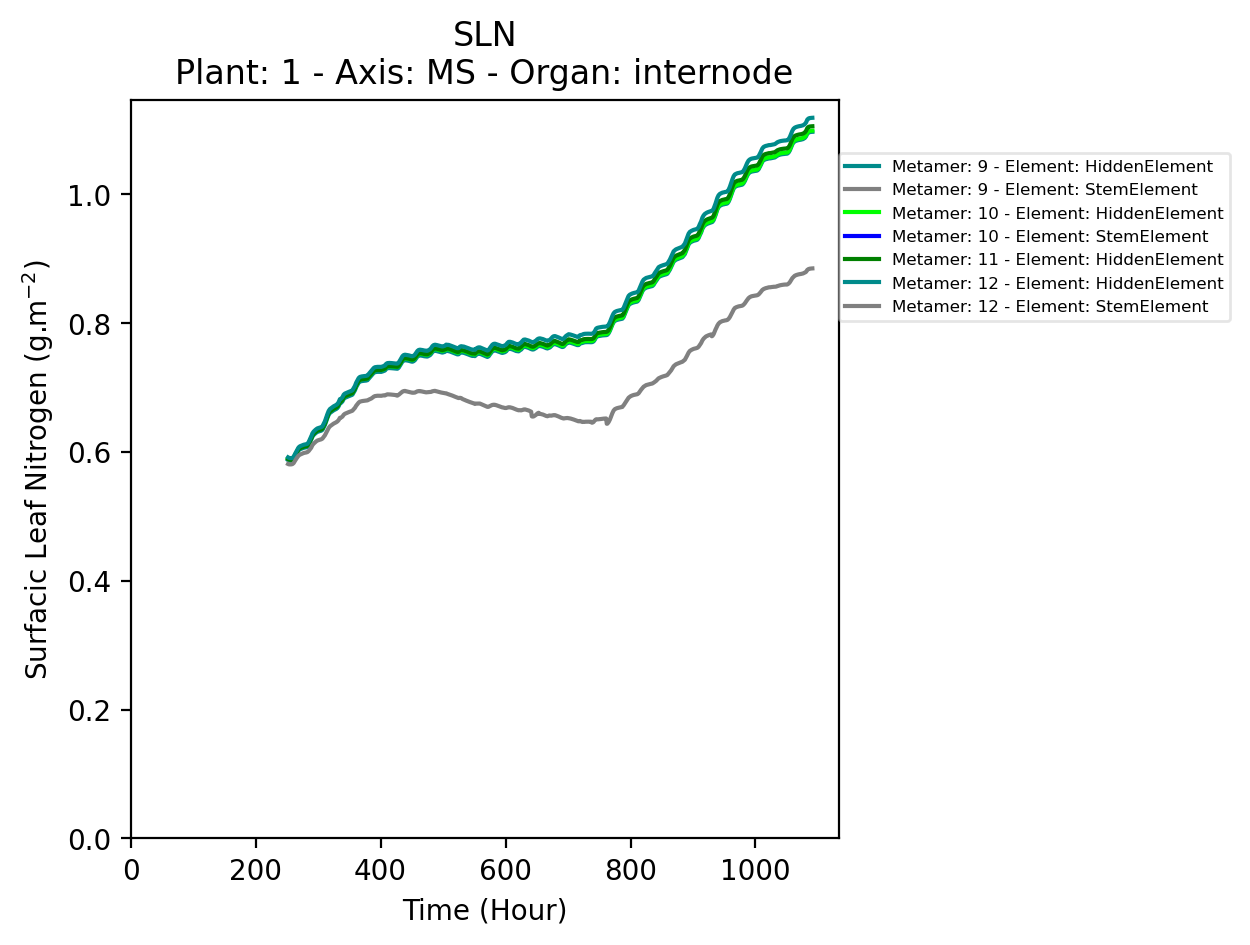 SLN
Plant: 1 - Axis: MS - Organ: internode
Surfacic Leaf Nitrogen (g.m⁻²)
1.0
0.8
0.6
0.4
0.2
0.0
0 200 400 600 800 1000
Time (Hour)
Metamer: 9 - Element: HiddenElement
Metamer: 9 - Element: StemElement
Metamer: 10 - Element: HiddenElement
Metamer: 10 - Element: StemElement
Metamer: 11 - Element: HiddenElement
Metamer: 12 - Element: HiddenElement
Metamer: 12 - Element: StemElement